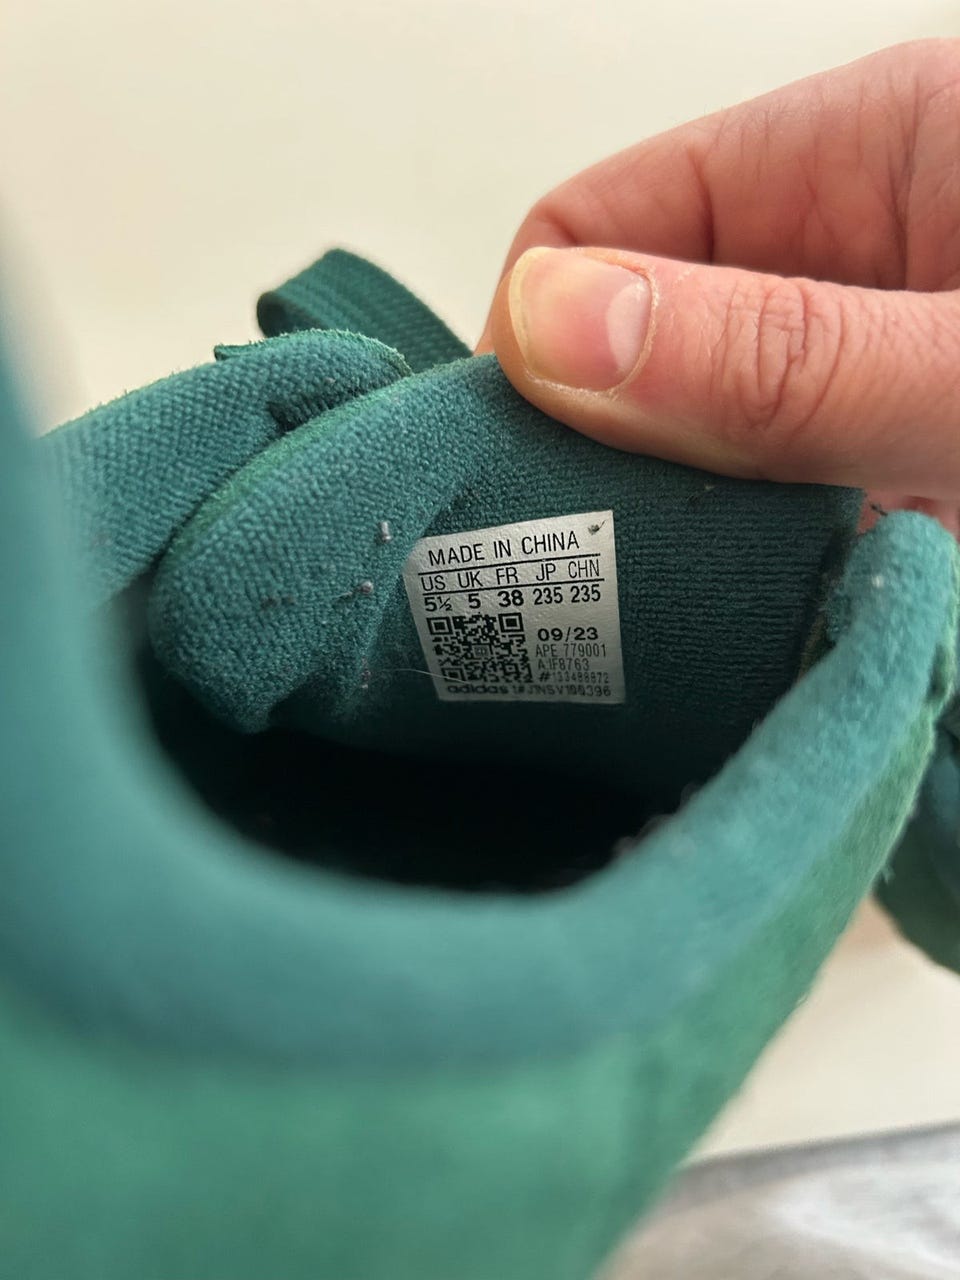 MADE IN CHINA
US UK FR JP CHN
5½ 5 38 235 235
09/23
APE 779001
A:IF8763
#133488872
adidas